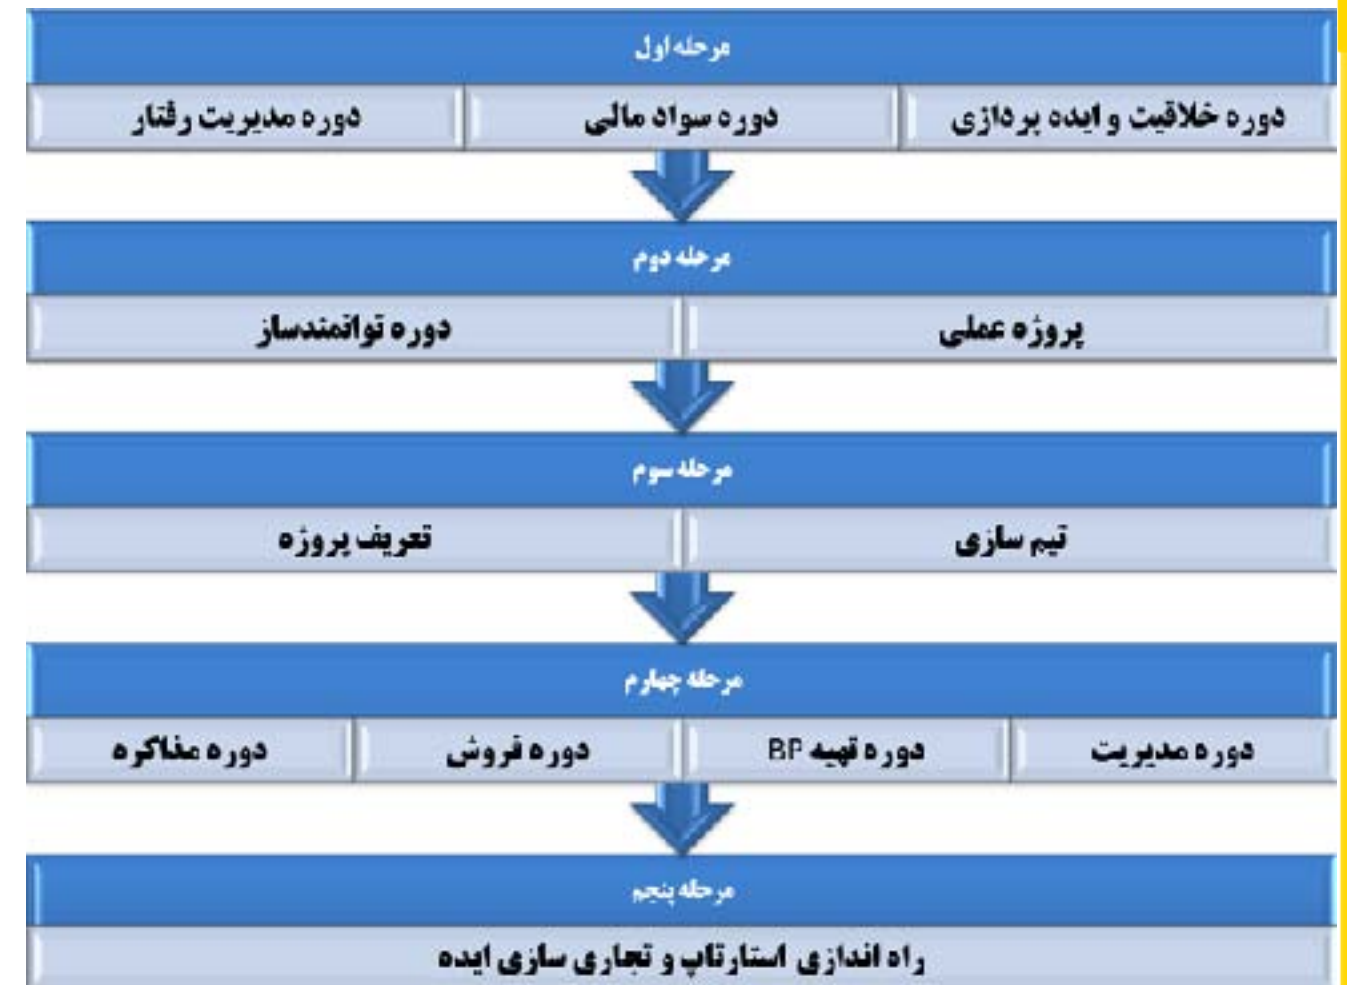 مرحله اول
دوره خلاقیت و ایده پردازی دوره سواد مالی دوره مدیریت رفتار
مرحله دوم
پروژه عملی دوره توانمندساز
مرحله سوم
تیم سازی تعریف پروژه
مرحله چهارم
دوره مدیریت دوره تهیه BP دوره فروش دوره مذاکره
مرحله پنجم
راه اندازی استارتاپ و تجاری سازی ایده